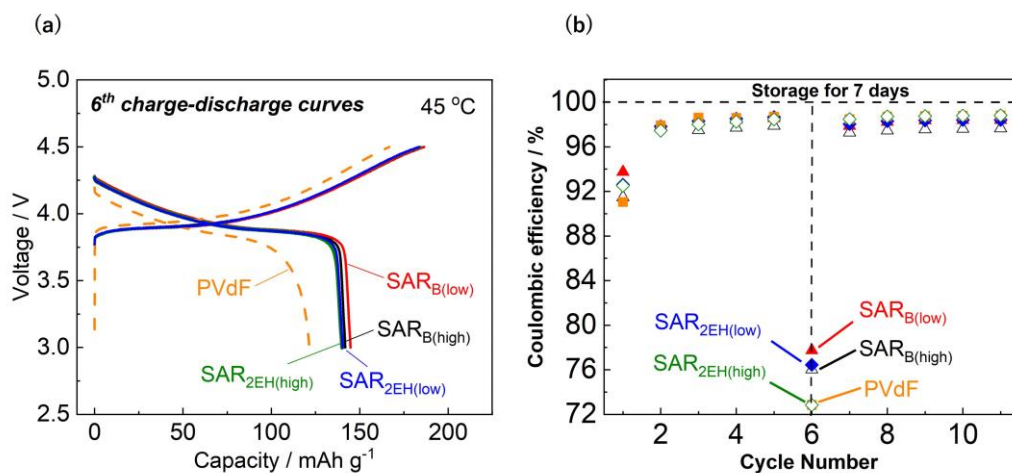 (a)
6th charge-discharge curves
45 °C
Voltage / V
5.0
4.5
4.0
3.5
3.0
2.5
PVdF
SARB(low)
SARB(high)
SAR2EH(high)
SAR2EH(low)
0 50 100 150 200
Capacity / mAh g-1
(b)
Storage for 7 days
Coulombic efficiency / %
100
96
92
88
84
80
76
72
SARB(low)
SAR2EH(low)
SARB(high)
SAR2EH(high)
PVdF
2 4 6 8 10
Cycle Number